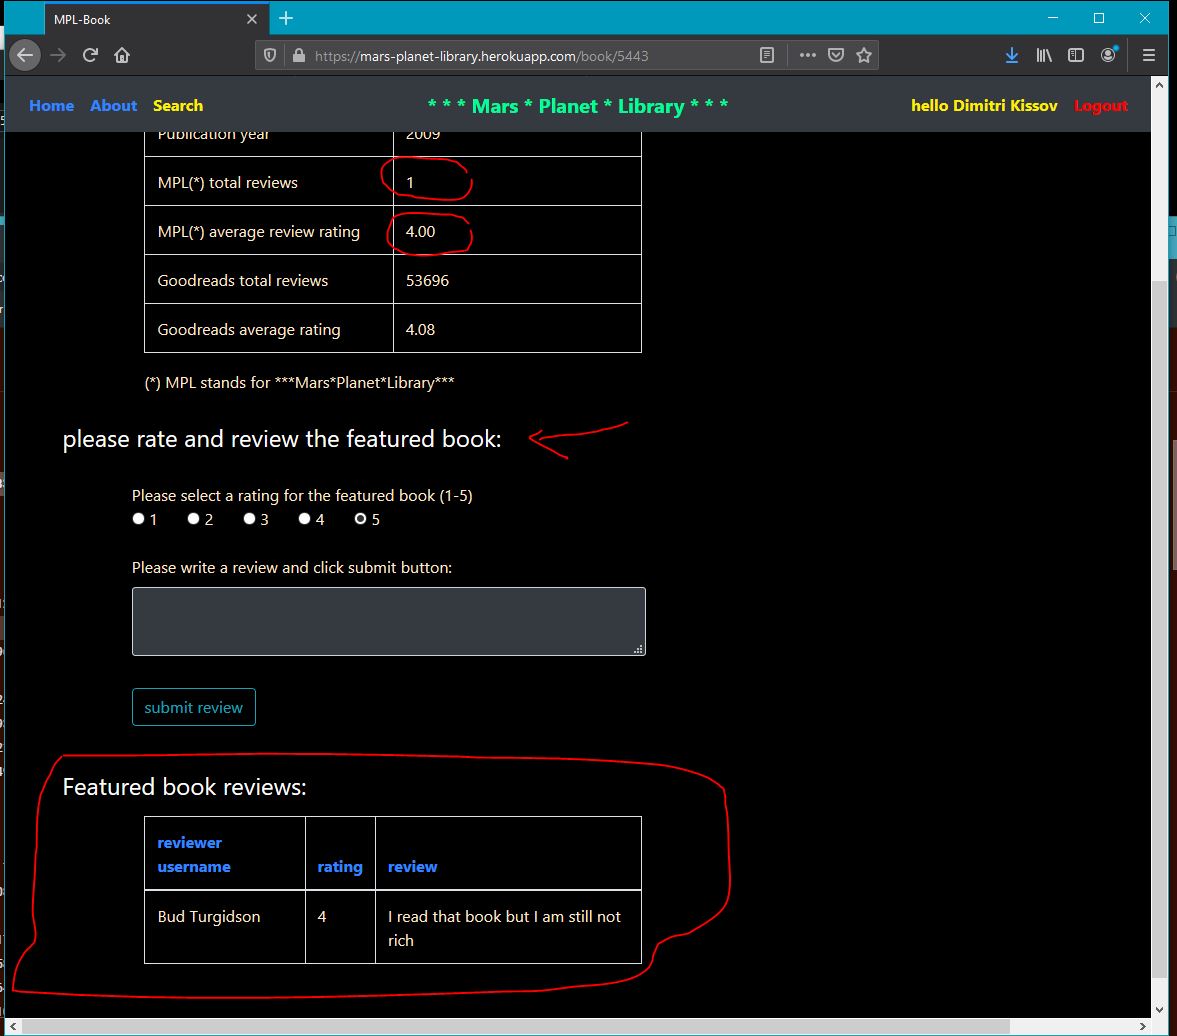 MPL-Book
https://mars-planet-library.herokuapp.com/book/5443
Home About Search * * * Mars * Planet * Library * * * hello Dimitri Kissov Logout
Publication year 2009
MPL(*) total reviews 1
MPL(*) average review rating 4.00
Goodreads total reviews 53696
Goodreads average rating 4.08
(*) MPL stands for ***Mars*Planet*Library***
please rate and review the featured book:
Please select a rating for the featured book (1-5)
1 2 3 4 5
Please write a review and click submit button:
submit review
Featured book reviews:
reviewer
username rating review
Bud Turgidson 4 I read that book but I am still not
rich